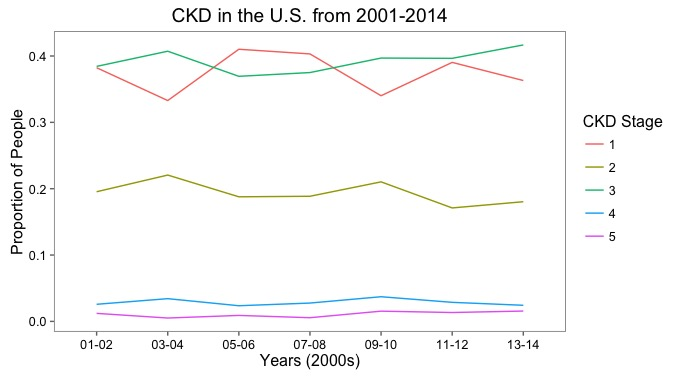 CKD in the U.S. from 2001-2014
Proportion of People
0.4
0.3
0.2
0.1
0.0
01-02 03-04 05-06 07-08 09-10 11-12 13-14
Years (2000s)
CKD Stage
1
2
3
4
5